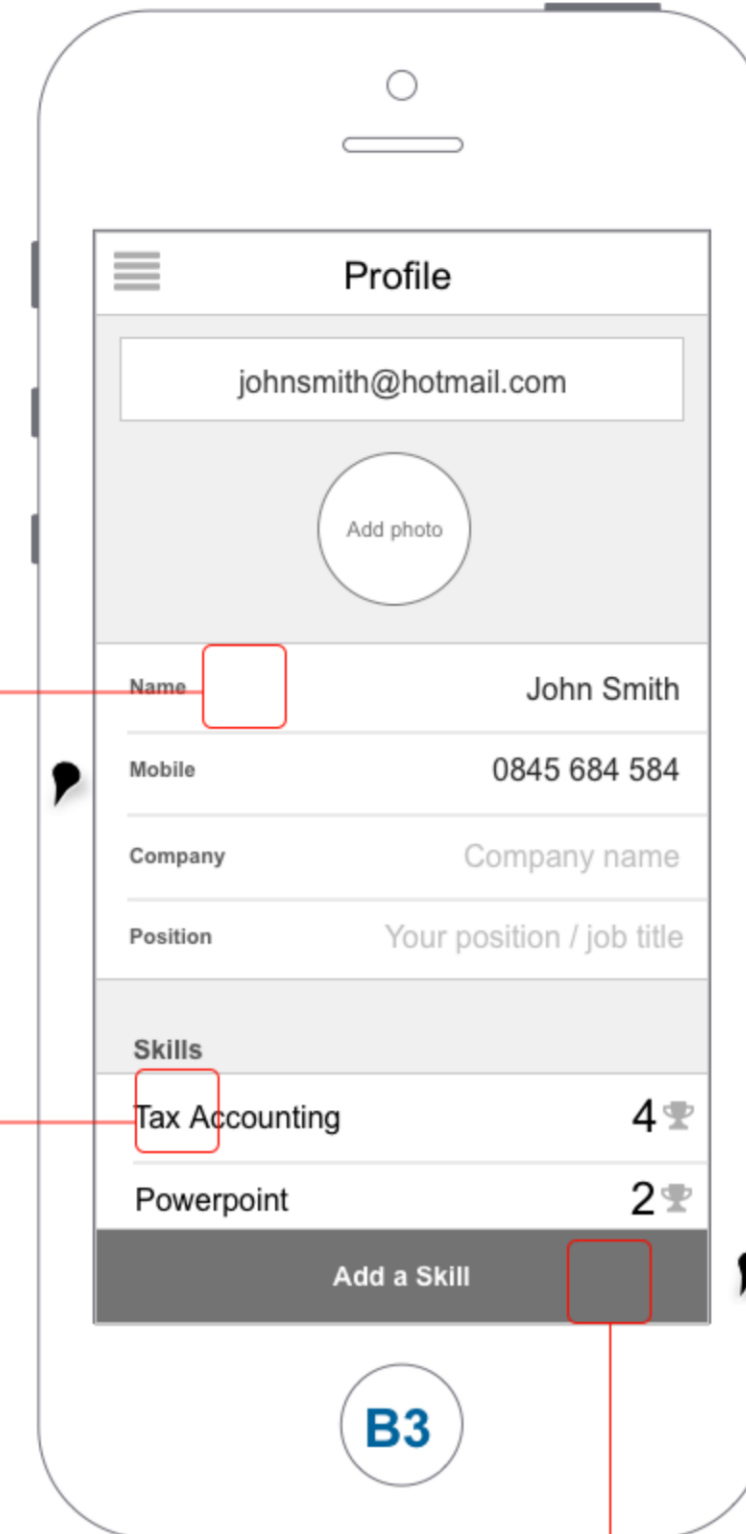 Profile
johnsmith@hotmail.com
Add photo
Name John Smith
Mobile 0845 684 584
Company Company name
Position Your position / job title
Skills
Tax Accounting 4
Powerpoint 2
Add a Skill
B3